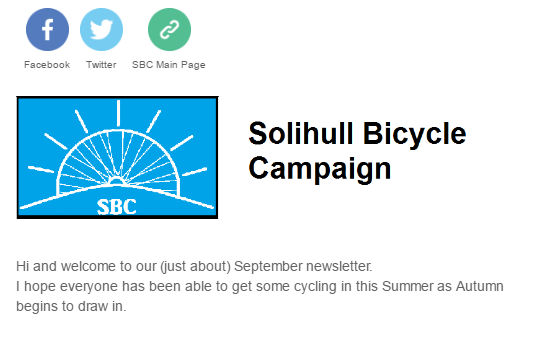 Facebook Twitter SBC Main Page
SBC
Solihull Bicycle
Campaign
Hi and welcome to our (just about) September newsletter.
I hope everyone has been able to get some cycling in this Summer as Autumn
begins to draw in.